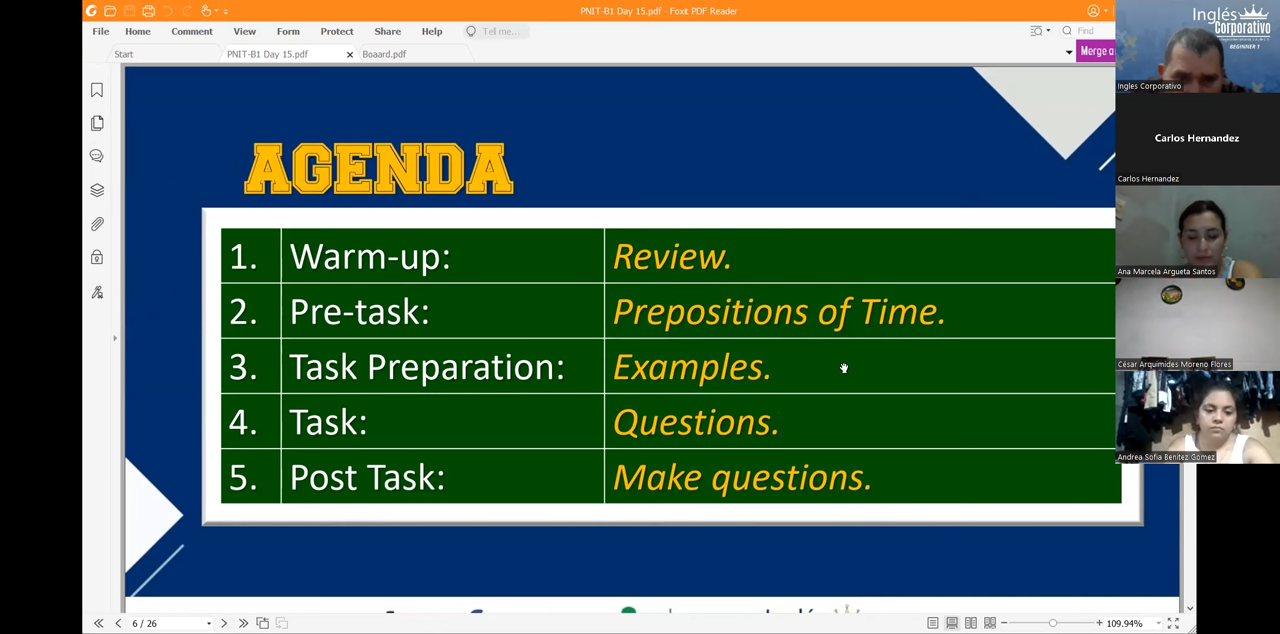 PNIT-B1 Day 15.pdf - Foxit PDF Reader
File Home Comment View Form Protect Share Help Tell me... Find
Start PNIT-B1 Day 15.pdf Boaard.pdf
Merge a
Inglés
Corporativo
BEGINNER 1
Ingles Corporativo
Carlos Hernandez
Carlos Hernandez
Ana Marcela Argueta Santos
César Arquimides Moreno Flores
Andrea Sofia Benitez Gomez
AGENDA
1. Warm-up: Review.
2. Pre-task: Prepositions of Time.
3. Task Preparation: Examples.
4. Task: Questions.
5. Post Task: Make questions.
6 / 26
109.94%